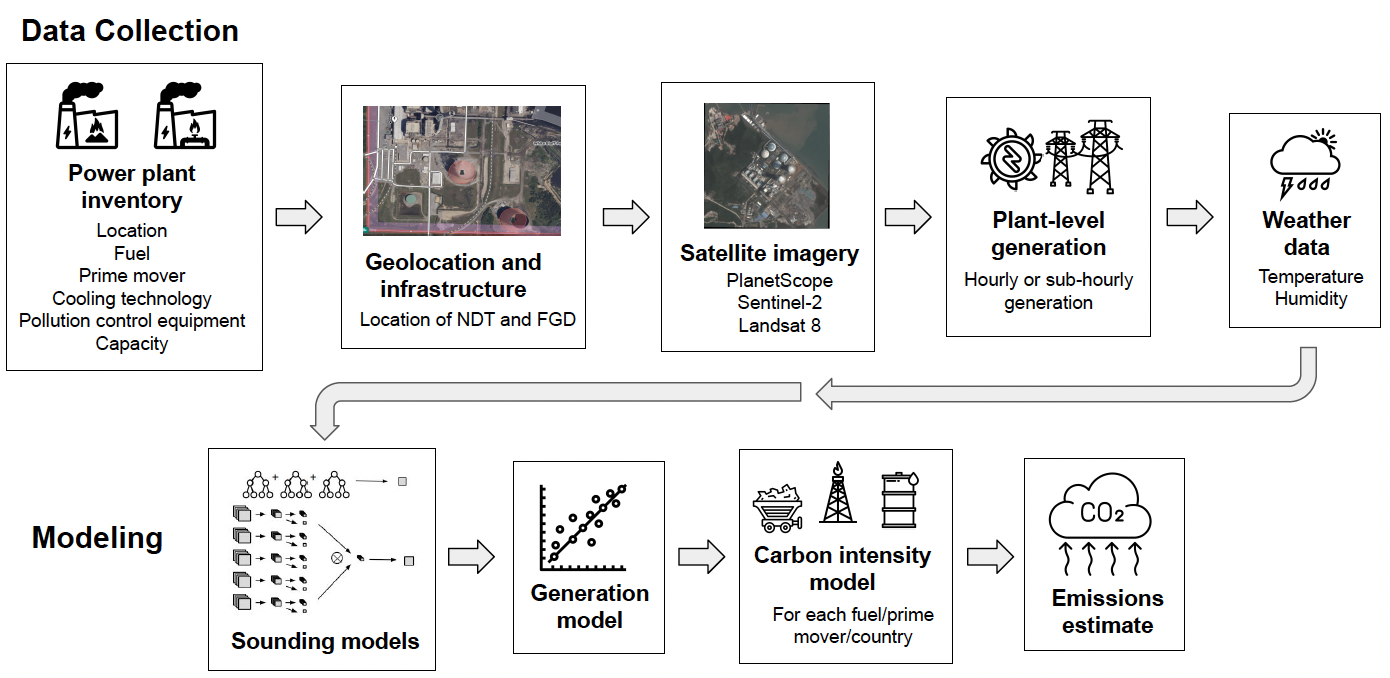 Data Collection
Power plant
inventory
Location
Fuel
Prime mover
Cooling technology
Pollution control equipment
Capacity
Geolocation and
infrastructure
Location of NDT and FGD
Satellite imagery
PlanetScope
Sentinel-2
Landsat 8
Plant-level
generation
Hourly or sub-hourly
generation
Weather
data
Temperature
Humidity
Modeling
Sounding models
Generation
model
Carbon intensity
model
For each fuel/prime
mover/country
CO₂
Emissions
estimate